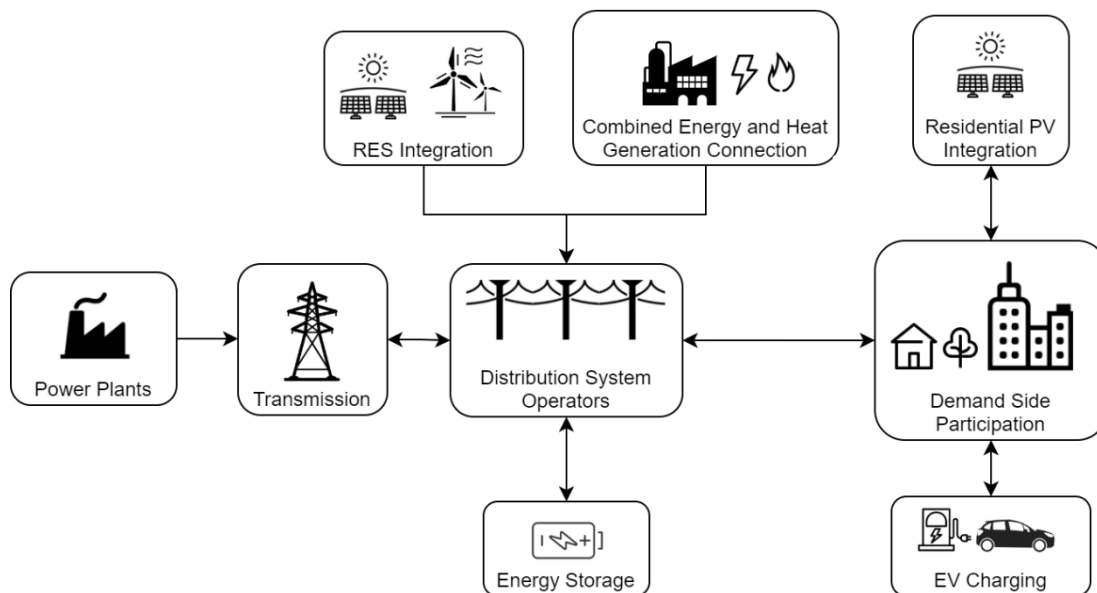 RES Integration
Combined Energy and Heat
Generation Connection
Residential PV
Integration
Power Plants
Transmission
Distribution System
Operators
Demand Side
Participation
Energy Storage
EV Charging